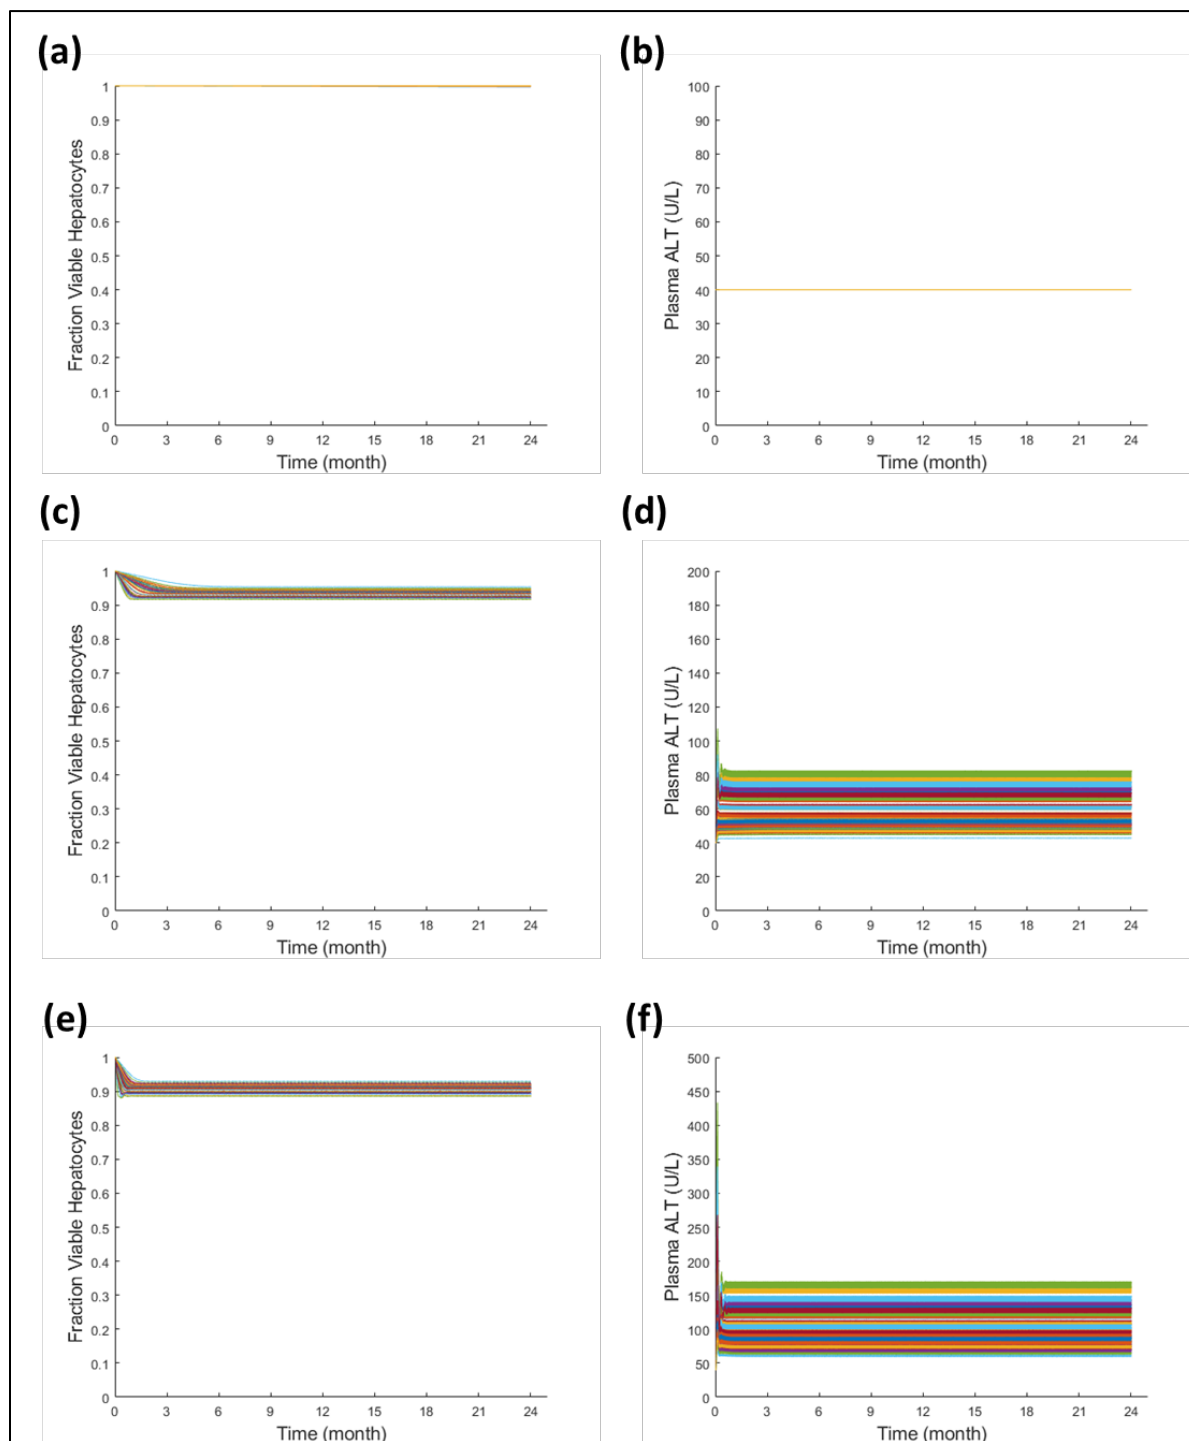 (a)
(b)
1
0.9
0.8
0.7
0.6
0.5
0.4
0.3
0.2
0.1
0
Fraction Viable Hepatocytes
0 3 6 9 12 15 18 21 24
Time (month)
100
90
80
70
60
50
40
30
20
10
0
Plasma ALT (U/L)
0 3 6 9 12 15 18 21 24
Time (month)
(c)
(d)
1
0.9
0.8
0.7
0.6
0.5
0.4
0.3
0.2
0.1
0
Fraction Viable Hepatocytes
0 3 6 9 12 15 18 21 24
Time (month)
200
180
160
140
120
100
80
60
40
20
0
Plasma ALT (U/L)
0 3 6 9 12 15 18 21 24
Time (month)
(e)
(f)
1
0.9
0.8
0.7
0.6
0.5
0.4
0.3
0.2
0.1
0
Fraction Viable Hepatocytes
0 3 6 9 12 15 18 21 24
Time (month)
500
450
400
350
300
250
200
150
100
50
0
Plasma ALT (U/L)
0 3 6 9 12 15 18 21 24
Time (month)